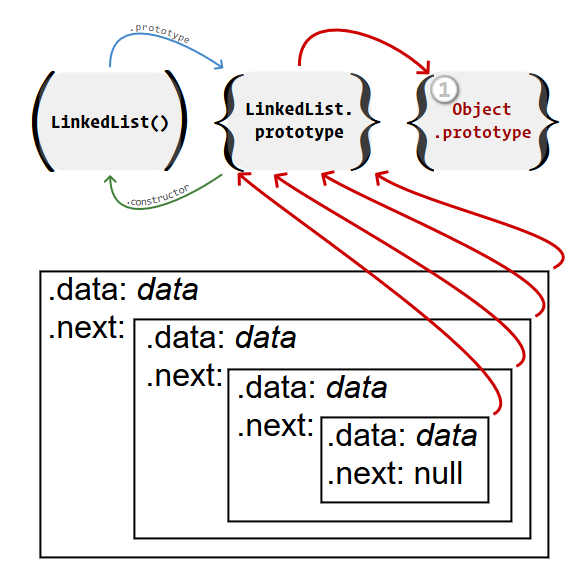 .prototype
LinkedList()
LinkedList.
prototype
1
Object
.prototype
.constructor
.data: data
.next:
.data: data
.next:
.data: data
.next:
.data: data
.next: null